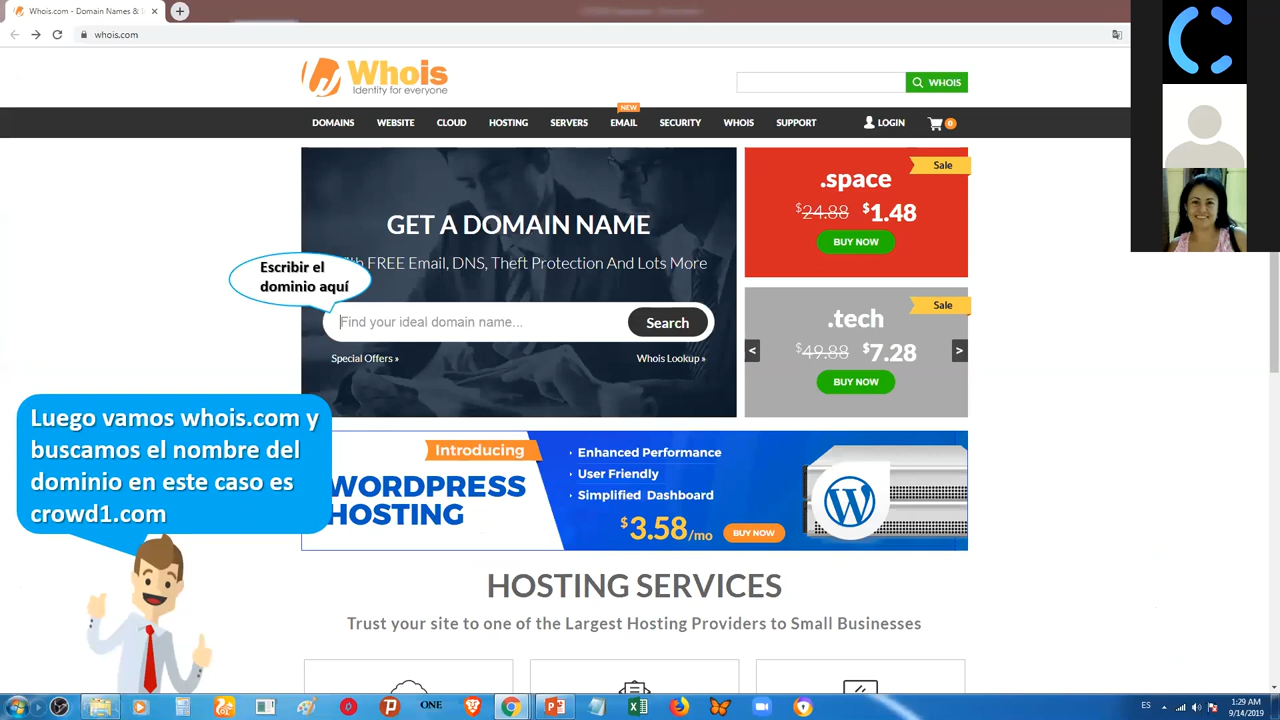 Whois.com - Domain Names &
whois.com
Whois
Identity for everyone
WHOIS
NEW
DOMAINS
WEBSITE
CLOUD
HOSTING
SERVERS
EMAIL
SECURITY
WHOIS
SUPPORT
LOGIN
0
GET A DOMAIN NAME
FREE Email, DNS, Theft Protection And Lots More
Escribir el
dominio aquí
Find your ideal domain name...
Search
Special Offers »
Whois Lookup »
Sale
.space
$24.88 $1.48
BUY NOW
Sale
.tech
$49.88 $7.28
<
>
BUY NOW
Luego vamos whois.com y
buscamos el nombre del
dominio en este caso es
crowd1.com
Introducing
WORDPRESS
HOSTING
Enhanced Performance
User Friendly
Simplified Dashboard
$3.58/mo
BUY NOW
HOSTING SERVICES
Trust your site to one of the Largest Hosting Providers to Small Businesses
ONE
ES
1:29 AM
9/14/2019